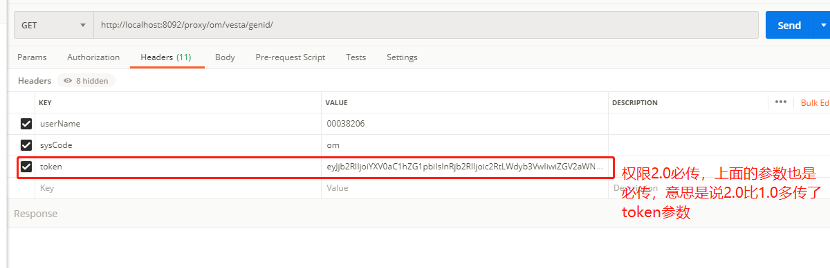 GET http://localhost:8092/proxy/om/vesta/genid/ Send
Params Authorization Headers (11) Body Pre-request Script Tests Settings
Headers 8 hidden
KEY VALUE DESCRIPTION ••• Bulk Ed
userName 00038206
sysCode om
token
Key Value Description
权限2.0必传，上面的参数也是
必传，意思是说2.0比1.0多传了
token参数
Response